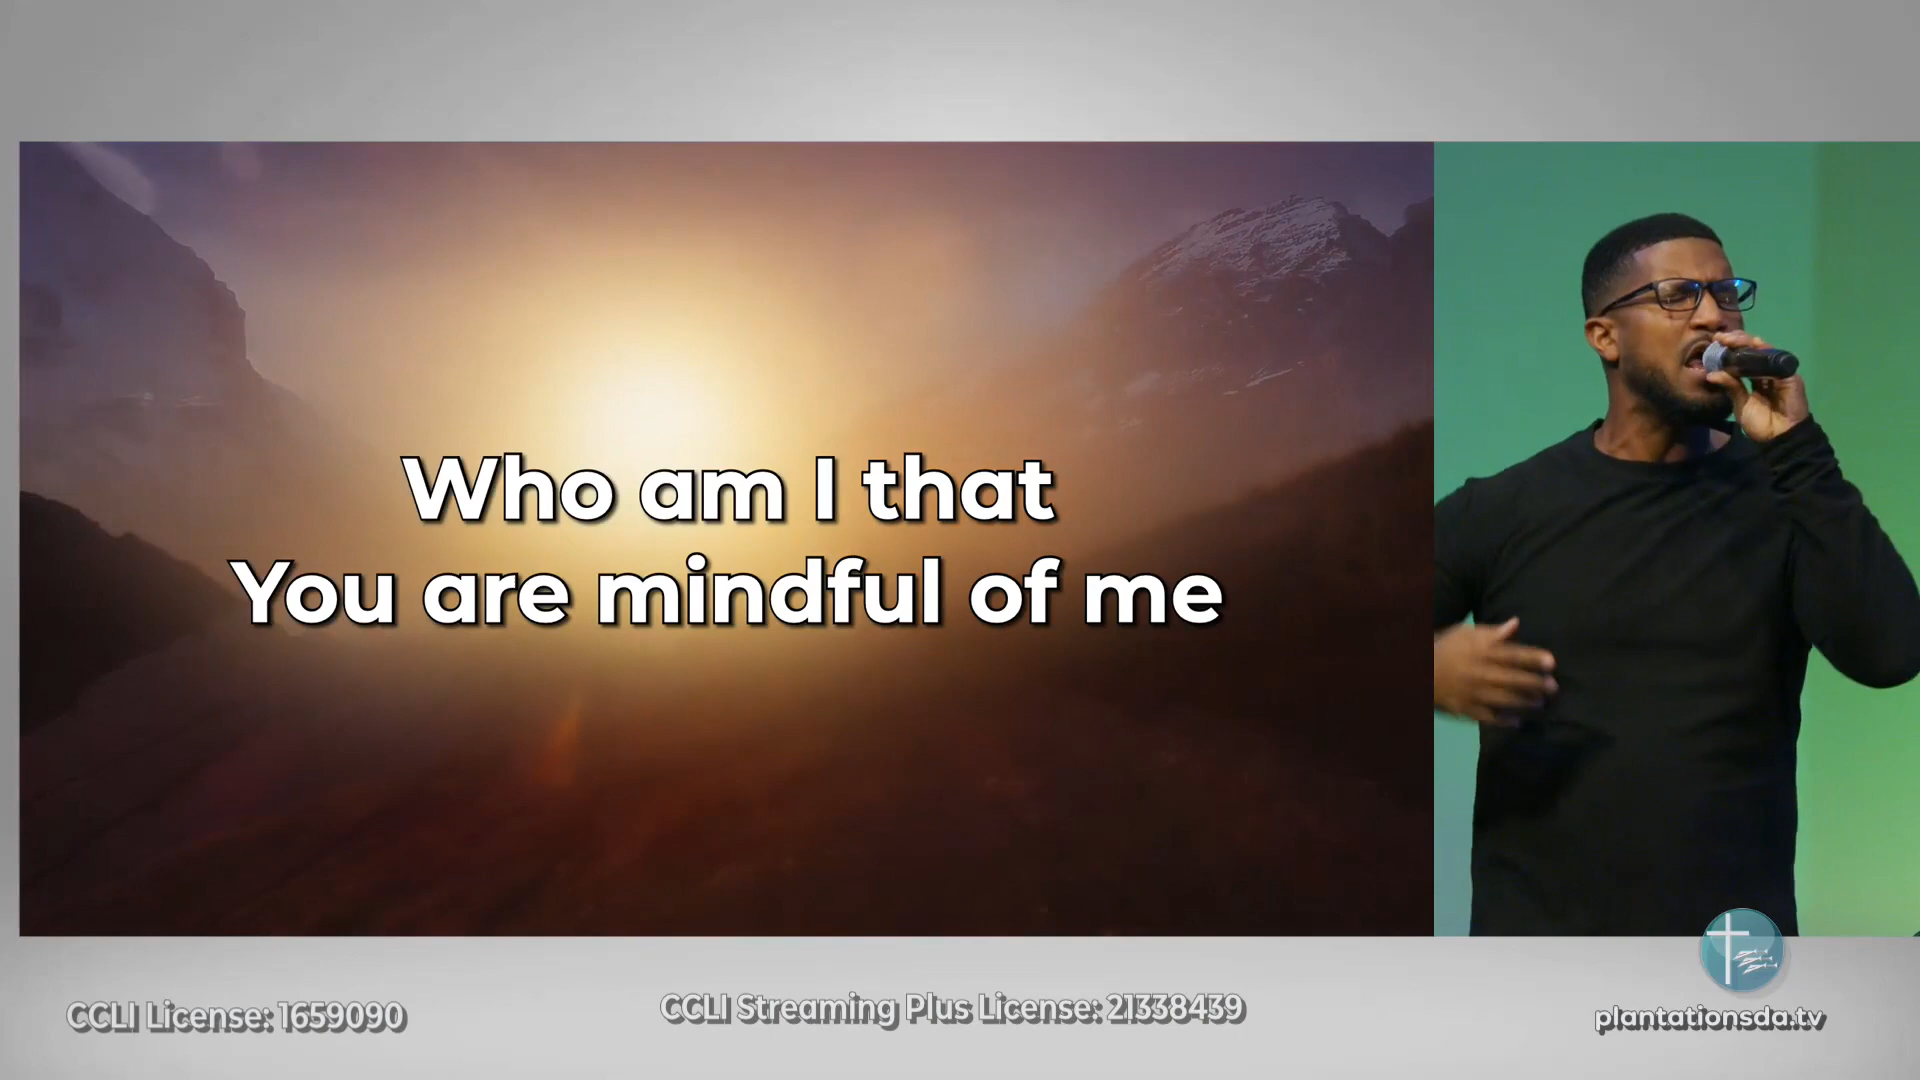 Who am I that
You are mindful of me
CCLI License: 1659090
CCLI Streaming Plus License: 21338439
plantationsda.tv